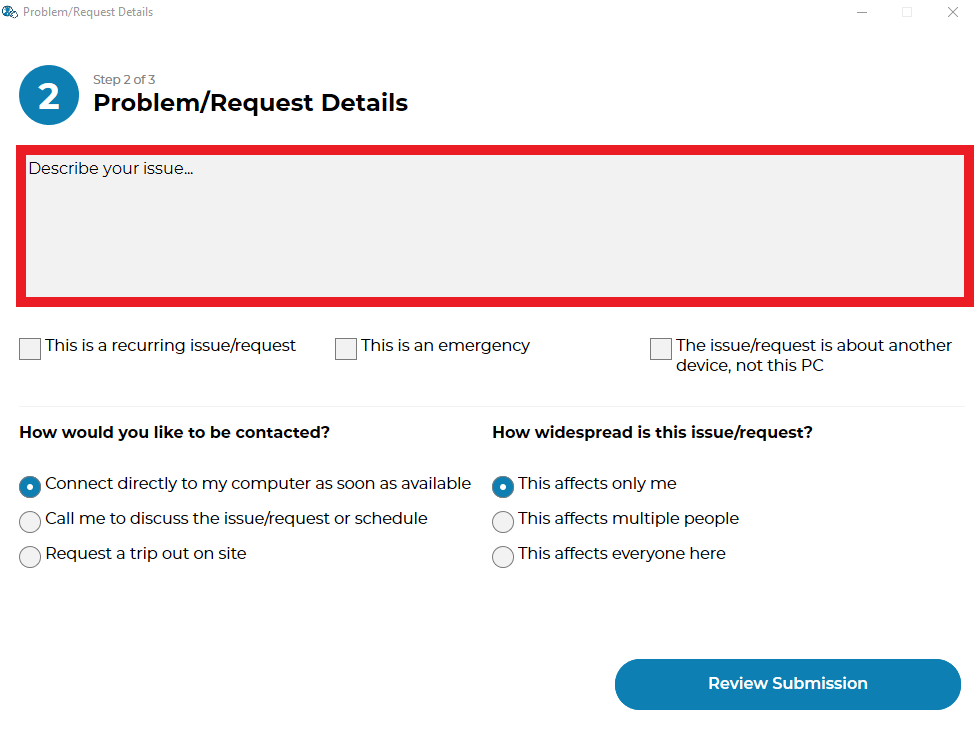 Problem/Request Details
2
Step 2 of 3
Problem/Request Details
Describe your issue...
This is a recurring issue/request
This is an emergency
The issue/request is about another
device, not this PC
How would you like to be contacted?
How widespread is this issue/request?
Connect directly to my computer as soon as available
This affects only me
Call me to discuss the issue/request or schedule
This affects multiple people
Request a trip out on site
This affects everyone here
Review Submission